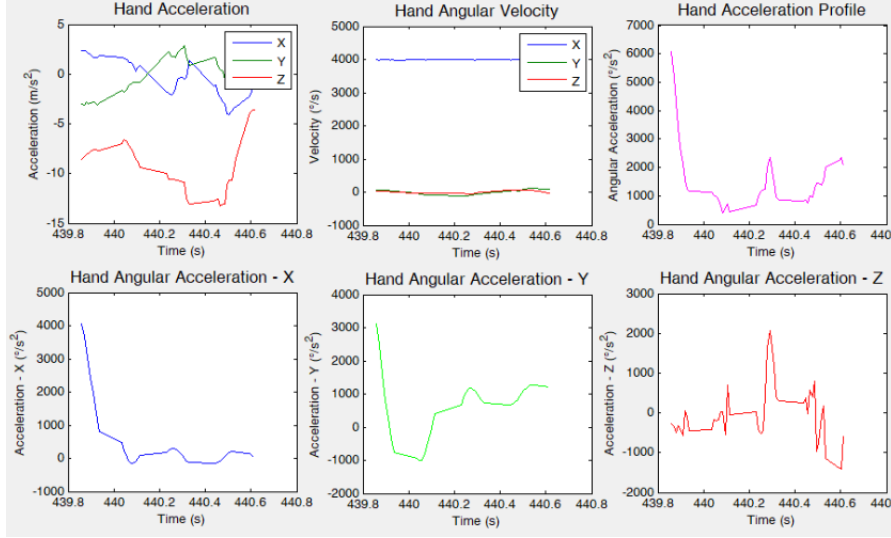 Hand Acceleration
Acceleration (m/s²)
5
0
-5
-10
-15
X
Y
Z
439.8 440 440.2 440.4 440.6 440.8
Time (s)
Hand Angular Velocity
Velocity (°/s)
5000
4000
3000
2000
1000
0
-1000
X
Y
Z
439.8 440 440.2 440.4 440.6 440.8
Time (s)
Hand Acceleration Profile
Angular Acceleration (°/s²)
7000
6000
5000
4000
3000
2000
1000
0
439.8 440 440.2 440.4 440.6 440.
Time (s)
Hand Angular Acceleration - X
Acceleration - X (°/s²)
5000
4000
3000
2000
1000
0
-1000
439.8 440 440.2 440.4 440.6 440.8
Time (s)
Hand Angular Acceleration - Y
Acceleration - Y (°/s²)
4000
3000
2000
1000
0
-1000
-2000
439.8 440 440.2 440.4 440.6 440.8
Time (s)
Hand Angular Acceleration - Z
Acceleration - Z (°/s²)
3000
2000
1000
0
-1000
-2000
439.8 440 440.2 440.4 440.6 440.
Time (s)